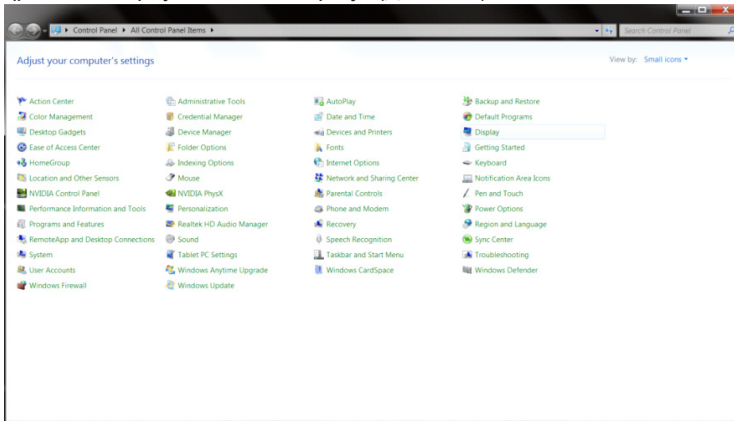 Control Panel ▸ All Control Panel Items ▸
Search Control Panel
Adjust your computer's settings
View by: Small icons
Action Center
Administrative Tools
AutoPlay
Backup and Restore
Color Management
Credential Manager
Date and Time
Default Programs
Desktop Gadgets
Device Manager
Devices and Printers
Display
Ease of Access Center
Folder Options
Fonts
Getting Started
HomeGroup
Indexing Options
Internet Options
Keyboard
Location and Other Sensors
Mouse
Network and Sharing Center
Notification Area Icons
NVIDIA Control Panel
NVIDIA PhysX
Parental Controls
Pen and Touch
Performance Information and Tools
Personalization
Phone and Modem
Power Options
Programs and Features
Realtek HD Audio Manager
Recovery
Region and Language
RemoteApp and Desktop Connections
Sound
Speech Recognition
Sync Center
System
Tablet PC Settings
Taskbar and Start Menu
Troubleshooting
User Accounts
Windows Anytime Upgrade
Windows CardSpace
Windows Defender
Windows Firewall
Windows Update